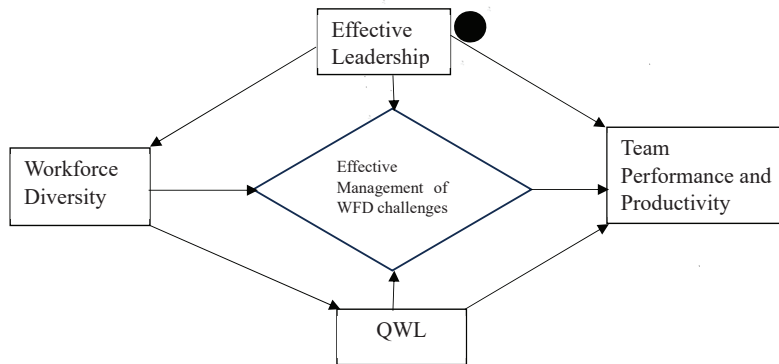 Effective
Leadership
Workforce
Diversity
Effective
Management of
WFD challenges
Team
Performance and
Productivity
QWL